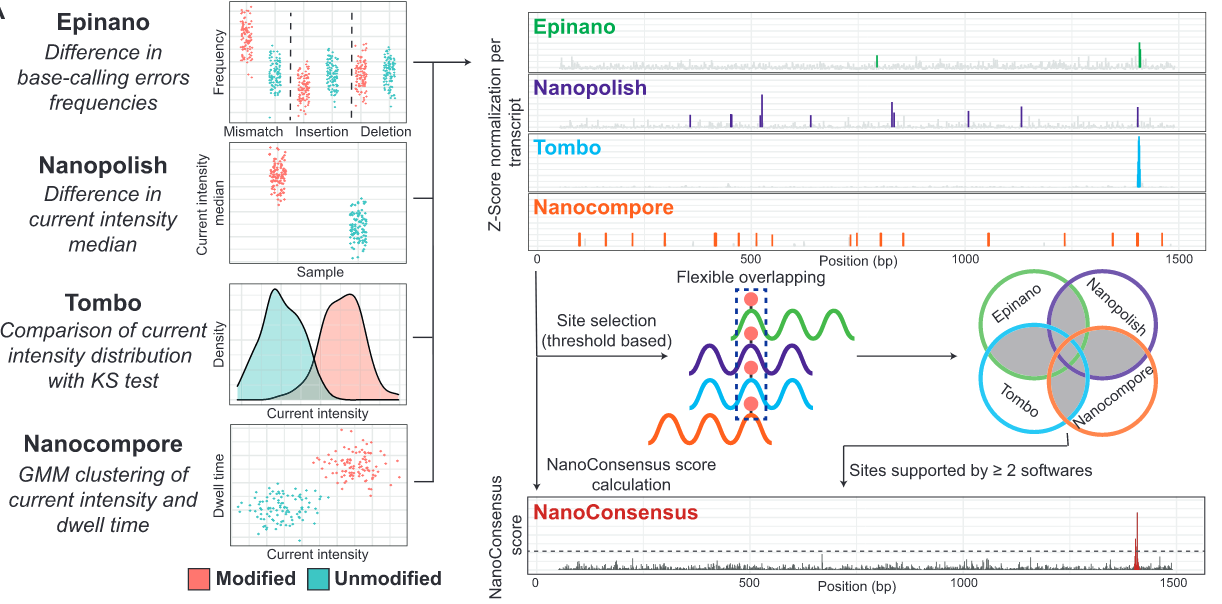 A
Epinano
Difference in
base-calling errors
frequencies
Frequency
Mismatch
Insertion
Deletion
Nanopolish
Difference in
current intensity
median
Current intensity
median
Sample
Tombo
Comparison of current
intensity distribution
with KS test
Density
Current intensity
Nanocompore
GMM clustering of
current intensity and
dwell time
Dwell time
Current intensity
Modified
Unmodified
Z-Score normalization per
transcript
Epinano
Nanopolish
Tombo
Nanocompore
0
500
1000
1500
Position (bp)
Flexible overlapping
Site selection
(threshold based)
Epinano
Nanopolish
Tombo
Nanocompore
NanoConsensus score
calculation
Sites supported by ≥ 2 softwares
NanoConsensus
score
NanoConsensus
0
500
1000
1500
Position (bp)